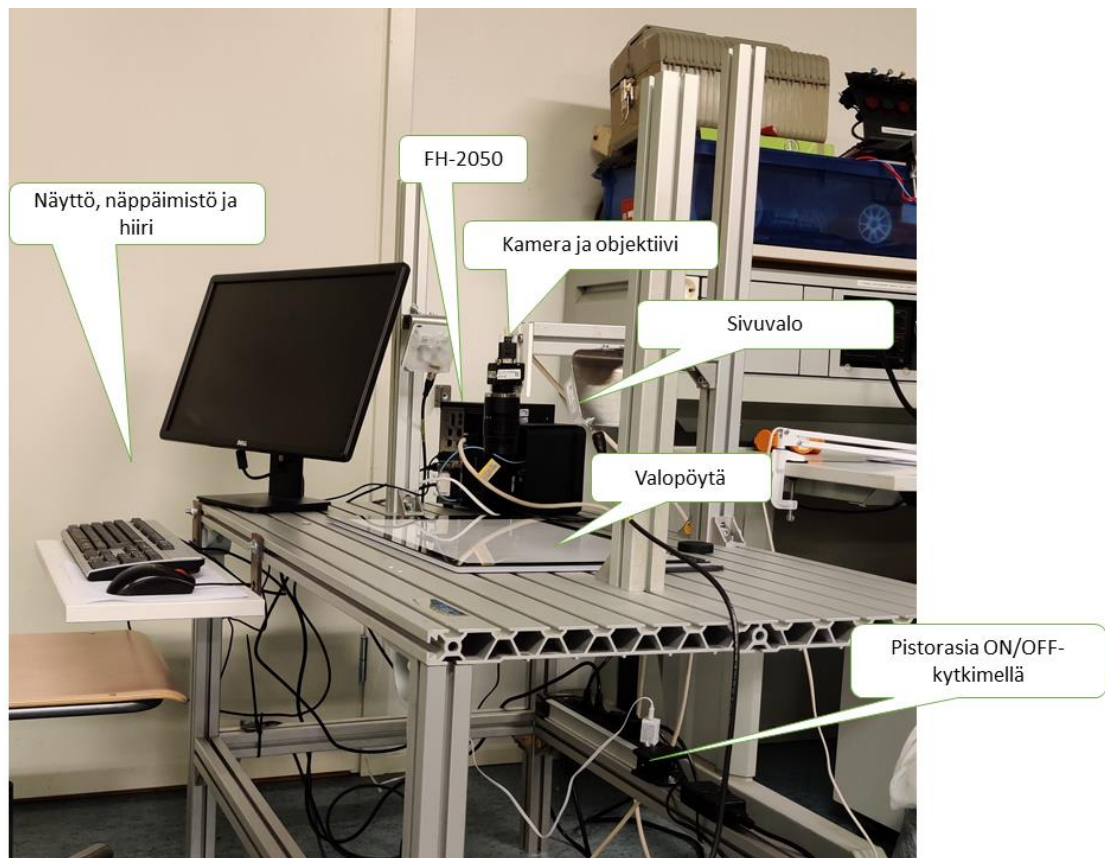 FH-2050
Näyttö, näppäimistö ja
hiiri
Kamera ja objektiivi
Sivuvalo
Valopöytä
DELL
Pistorasia ON/OFF-
kytkimellä